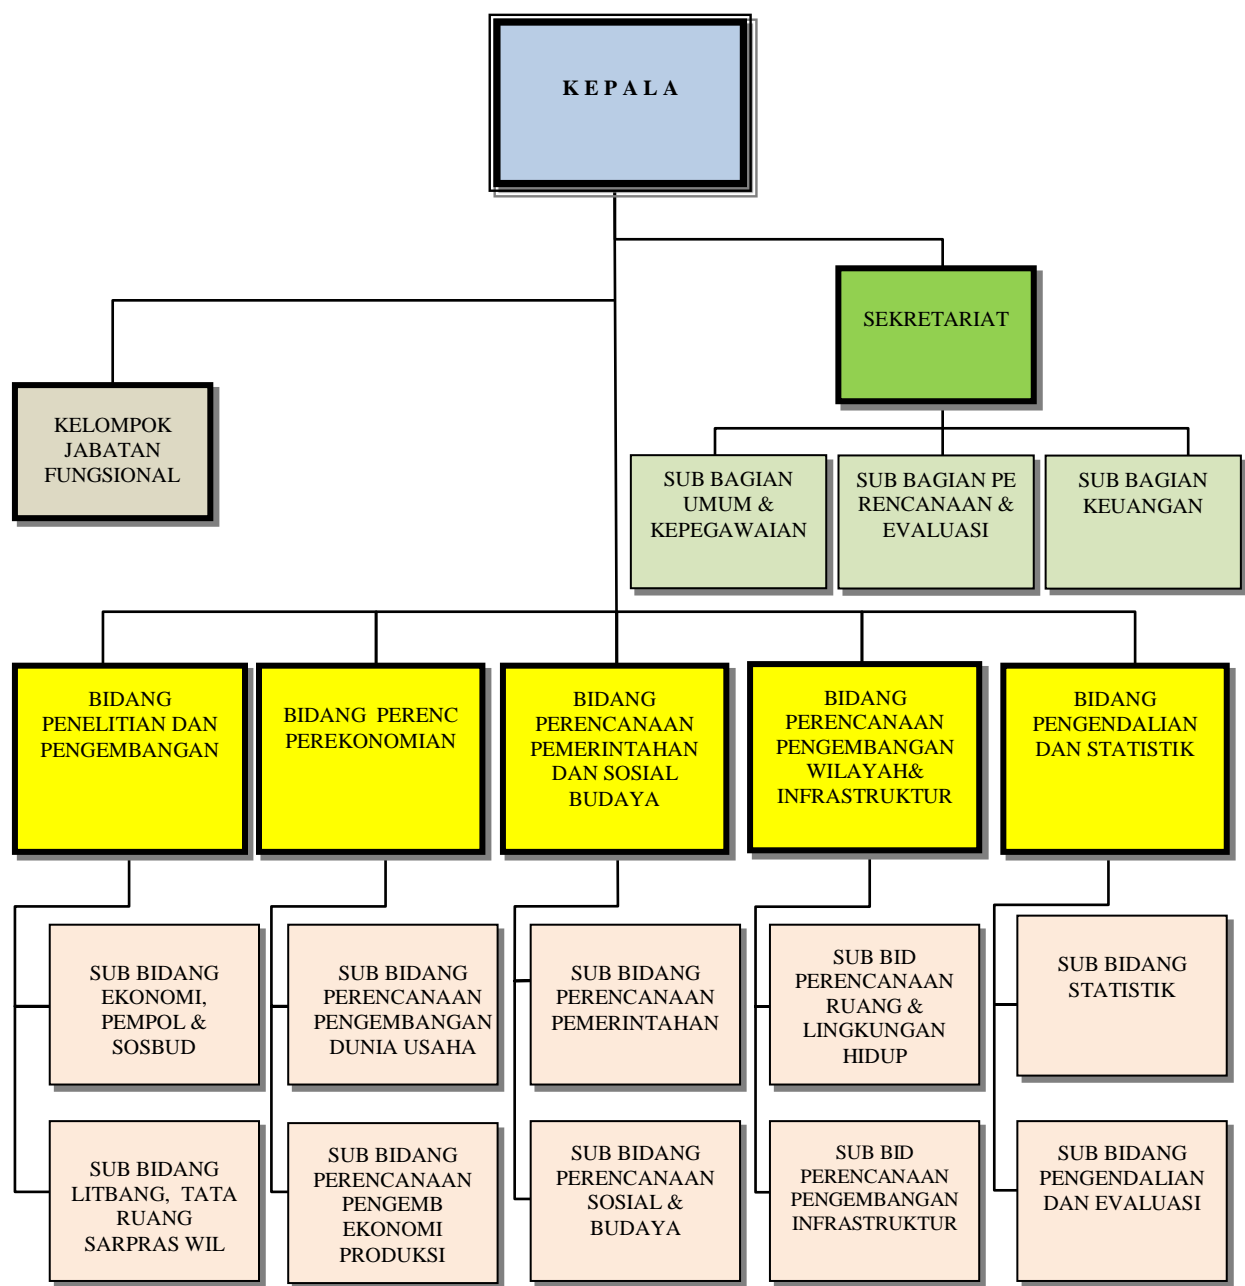 K E P A L A
SEKRETARIAT
KELOMPOK
JABATAN
FUNGSIONAL
SUB BAGIAN
UMUM &
KEPEGAWAIAN
SUB BAGIAN PE
RENCANAAN &
EVALUASI
SUB BAGIAN
KEUANGAN
BIDANG
PENELITIAN DAN
PENGEMBANGAN
BIDANG PERENC
PEREKONOMIAN
BIDANG
PERENCANAAN
PEMERINTAHAN
DAN SOSIAL
BUDAYA
BIDANG
PERENCANAAN
PENGEMBANGAN
WILAYAH&
INFRASTRUKTUR
BIDANG
PENGENDALIAN
DAN STATISTIK
SUB BIDANG
EKONOMI,
PEMPOL &
SOSBUD
SUB BIDANG
PERENCANAAN
PENGEMBANGAN
DUNIA USAHA
SUB BIDANG
PERENCANAAN
PEMERINTAHAN
SUB BID
PERENCANAAN
RUANG &
LINGKUNGAN
HIDUP
SUB BIDANG
STATISTIK
SUB BIDANG
LITBANG, TATA
RUANG
SARPRAS WIL
SUB BIDANG
PERENCANAAN
PENGEMB
EKONOMI
PRODUKSI
SUB BIDANG
PERENCANAAN
SOSIAL &
BUDAYA
SUB BID
PERENCANAAN
PENGEMBANGAN
INFRASTRUKTUR
SUB BIDANG
PENGENDALIAN
DAN EVALUASI